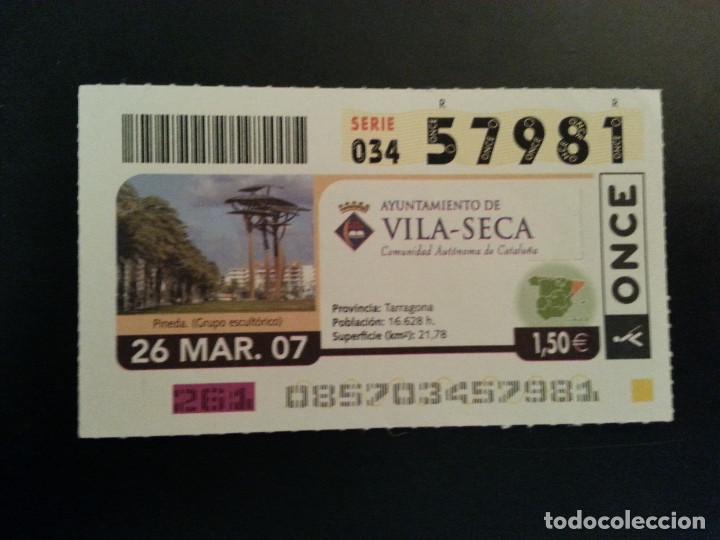 R R
SERIE
034 57981
AYUNTAMIENTO DE
VILA-SECA
Comunidad Autónoma de Cataluña
Provincia: Tarragona
Población: 16.628 h.
Superficie (km²): 21,78
Pineda. (Grupo escultórico)
26 MAR. 07
1,50€
ONCE
261 085703457981
todocoleccion